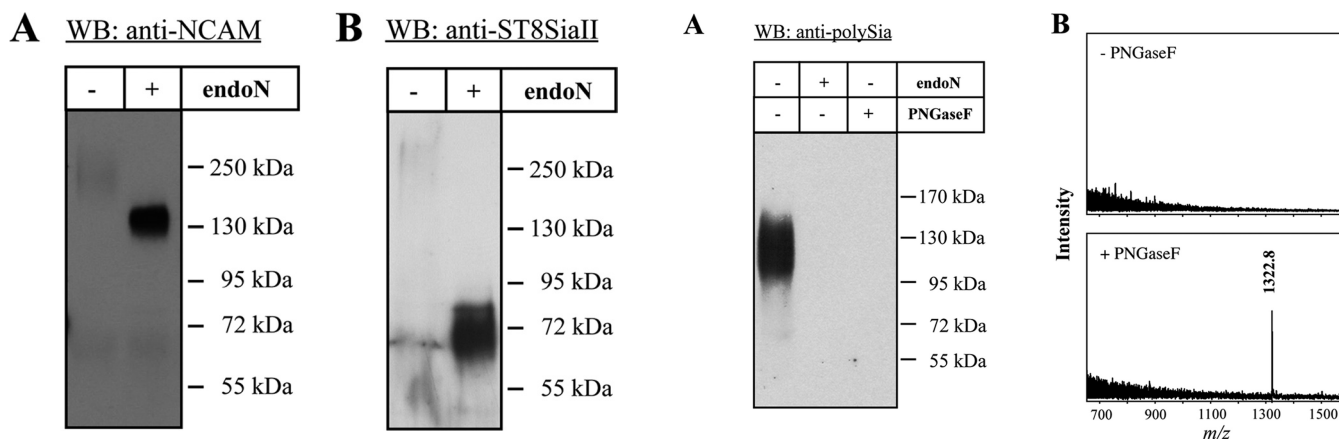 A WB: anti-NCAM
- + endoN
250 kDa
130 kDa
95 kDa
72 kDa
55 kDa
B WB: anti-ST8SiaII
- + endoN
250 kDa
130 kDa
95 kDa
72 kDa
55 kDa
A
WB: anti-polySia
- + - endoN
- - + PNGaseF
170 kDa
130 kDa
95 kDa
72 kDa
55 kDa
B
- PNGaseF
+ PNGaseF
1322.8
Intensity
700 900 1100 1300 1500
m/z